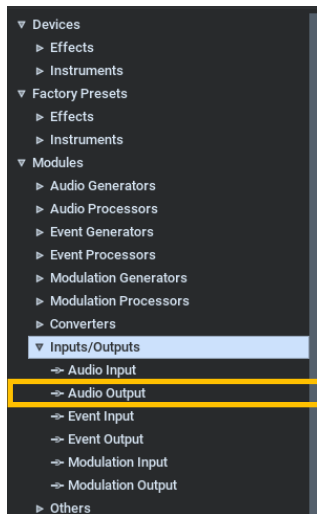 Devices
Effects
Instruments
Factory Presets
Effects
Instruments
Modules
Audio Generators
Audio Processors
Event Generators
Event Processors
Modulation Generators
Modulation Processors
Converters
Inputs/Outputs
Audio Input
Audio Output
Event Input
Event Output
Modulation Input
Modulation Output
Others